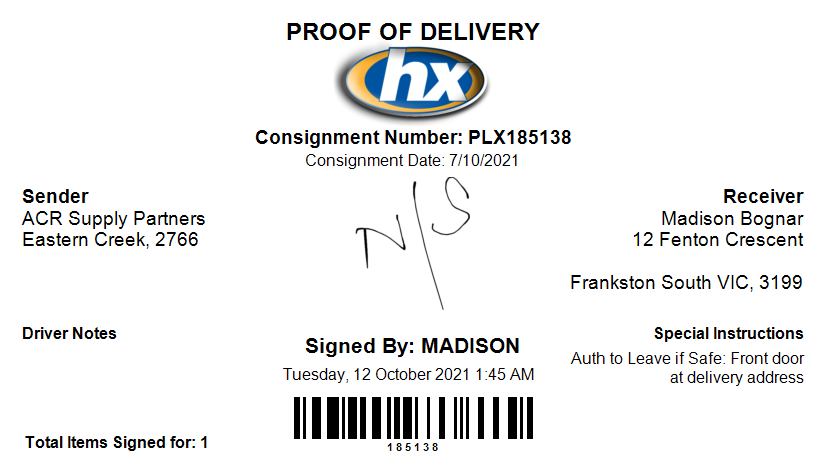 PROOF OF DELIVERY
hx
Consignment Number: PLX185138
Consignment Date: 7/10/2021
Sender
ACR Supply Partners
Eastern Creek, 2766
N/S
Receiver
Madison Bognar
12 Fenton Crescent
Frankston South VIC, 3199
Driver Notes
Signed By: MADISON
Tuesday, 12 October 2021 1:45 AM
Special Instructions
Auth to Leave if Safe: Front door
at delivery address
Total Items Signed for: 1
185138